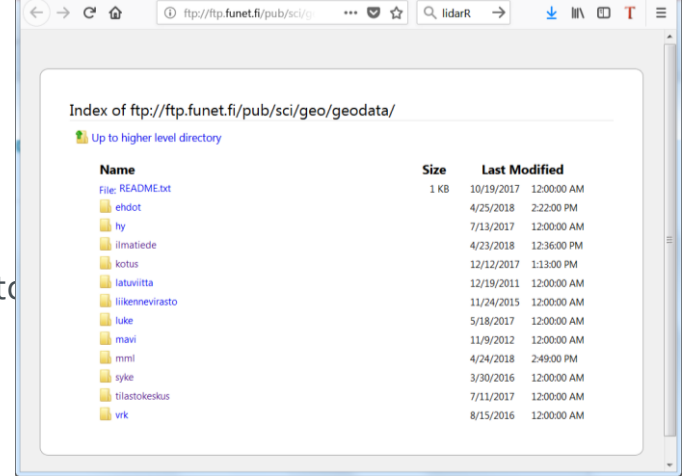 ftp://ftp.funet.fi/pub/sci/g
lidarR
T
Index of ftp://ftp.funet.fi/pub/sci/geo/geodata/
Up to higher level directory
Name Size Last Modified
File: README.txt 1 KB 10/19/2017 12:00:00 AM
ehdot 4/25/2018 2:22:00 PM
hy 7/13/2017 12:00:00 AM
ilmatiede 4/23/2018 12:36:00 PM
kotus 12/12/2017 1:13:00 PM
latuviitta 12/19/2011 12:00:00 AM
liikennevirasto 11/24/2015 12:00:00 AM
luke 5/18/2017 12:00:00 AM
mavi 11/9/2012 12:00:00 AM
mml 4/24/2018 2:49:00 PM
syke 3/30/2016 12:00:00 AM
tilastokeskus 7/11/2017 12:00:00 AM
vrk 8/15/2016 12:00:00 AM